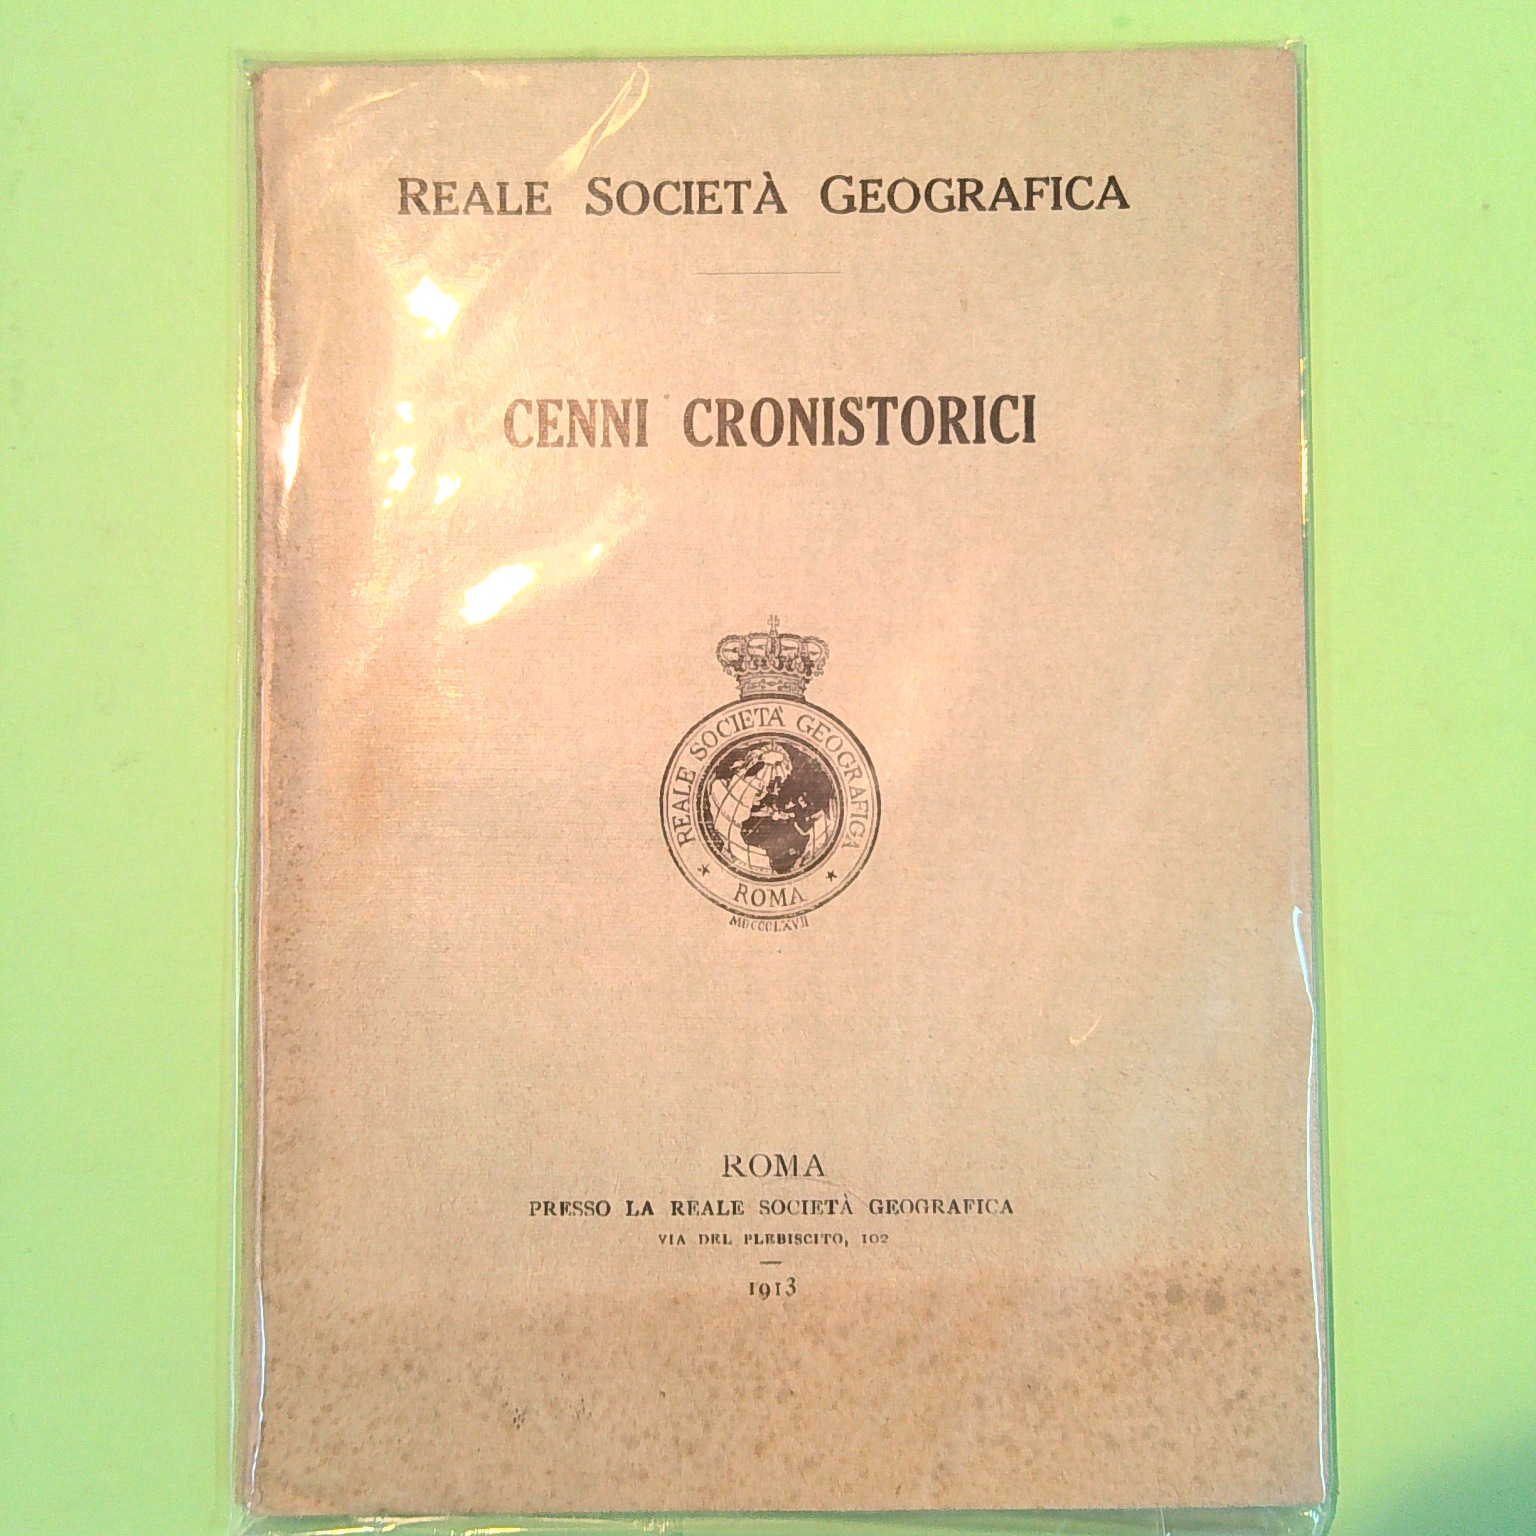 REALE SOCIETÀ GEOGRAFICA
CENNI CRONISTORICI
REALE SOCIETÀ GEOGRAFICA
ROMA
MDCCCLXVII
ROMA
PRESSO LA REALE SOCIETÀ GEOGRAFICA
VIA DEL PLEBISCITO, 102
1913